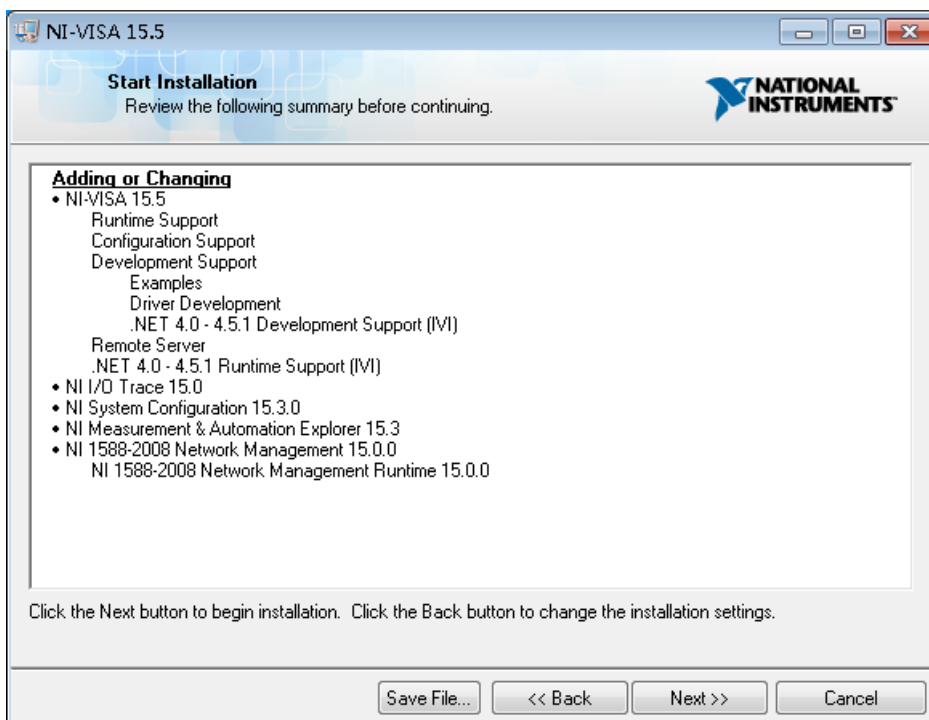 NI-VISA 15.5
Start Installation
Review the following summary before continuing.
NATIONAL
INSTRUMENTS™
Adding or Changing
• NI-VISA 15.5
Runtime Support
Configuration Support
Development Support
Examples
Driver Development
.NET 4.0 - 4.5.1 Development Support (IVI)
Remote Server
.NET 4.0 - 4.5.1 Runtime Support (IVI)
• NI I/O Trace 15.0
• NI System Configuration 15.3.0
• NI Measurement & Automation Explorer 15.3
• NI 1588-2008 Network Management 15.0.0
NI 1588-2008 Network Management Runtime 15.0.0
Click the Next button to begin installation. Click the Back button to change the installation settings.
Save File...
<< Back
Next >>
Cancel